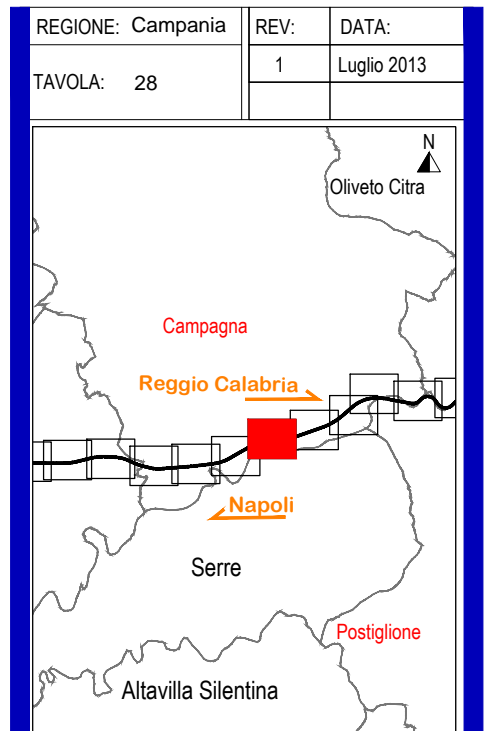 REGIONE: Campania
REV:
DATA:
TAVOLA: 28
1
Luglio 2013
N
Oliveto Citra
Campagna
Reggio Calabria
Napoli
Serre
Postiglione
Altavilla Silentina